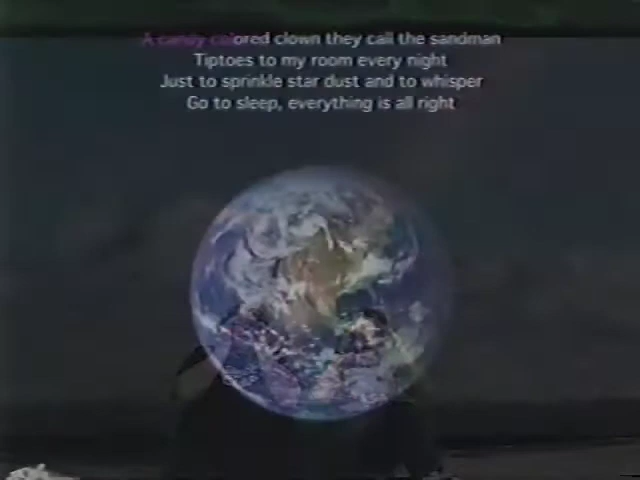 A candy colored clown they call the sandman
Tiptoes to my room every night
Just to sprinkle star dust and to whisper
Go to sleep, everything is all right